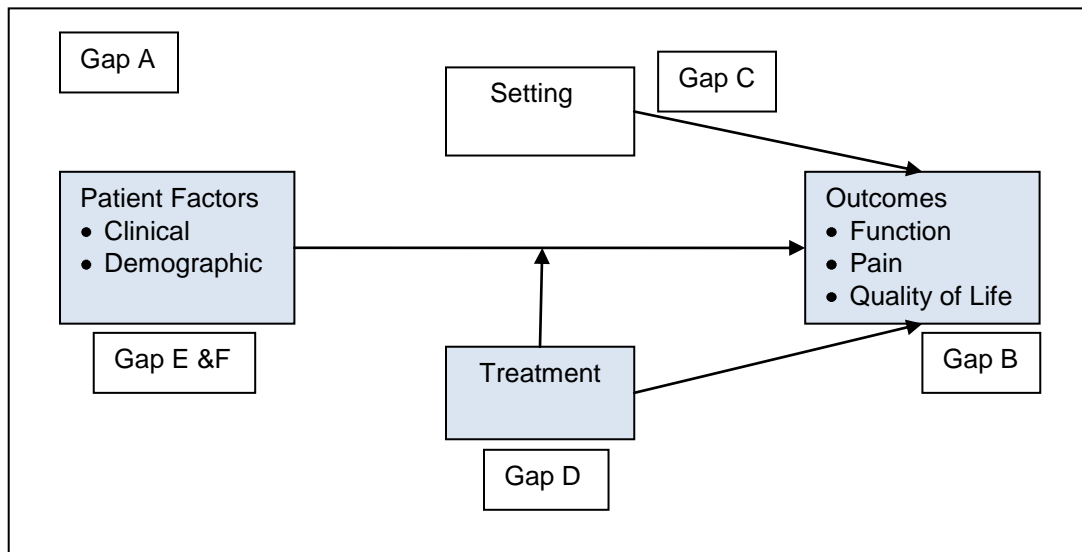 Gap A
Setting
Gap C
Patient Factors
• Clinical
• Demographic
Outcomes
• Function
• Pain
• Quality of Life
Gap E &F
Treatment
Gap B
Gap D